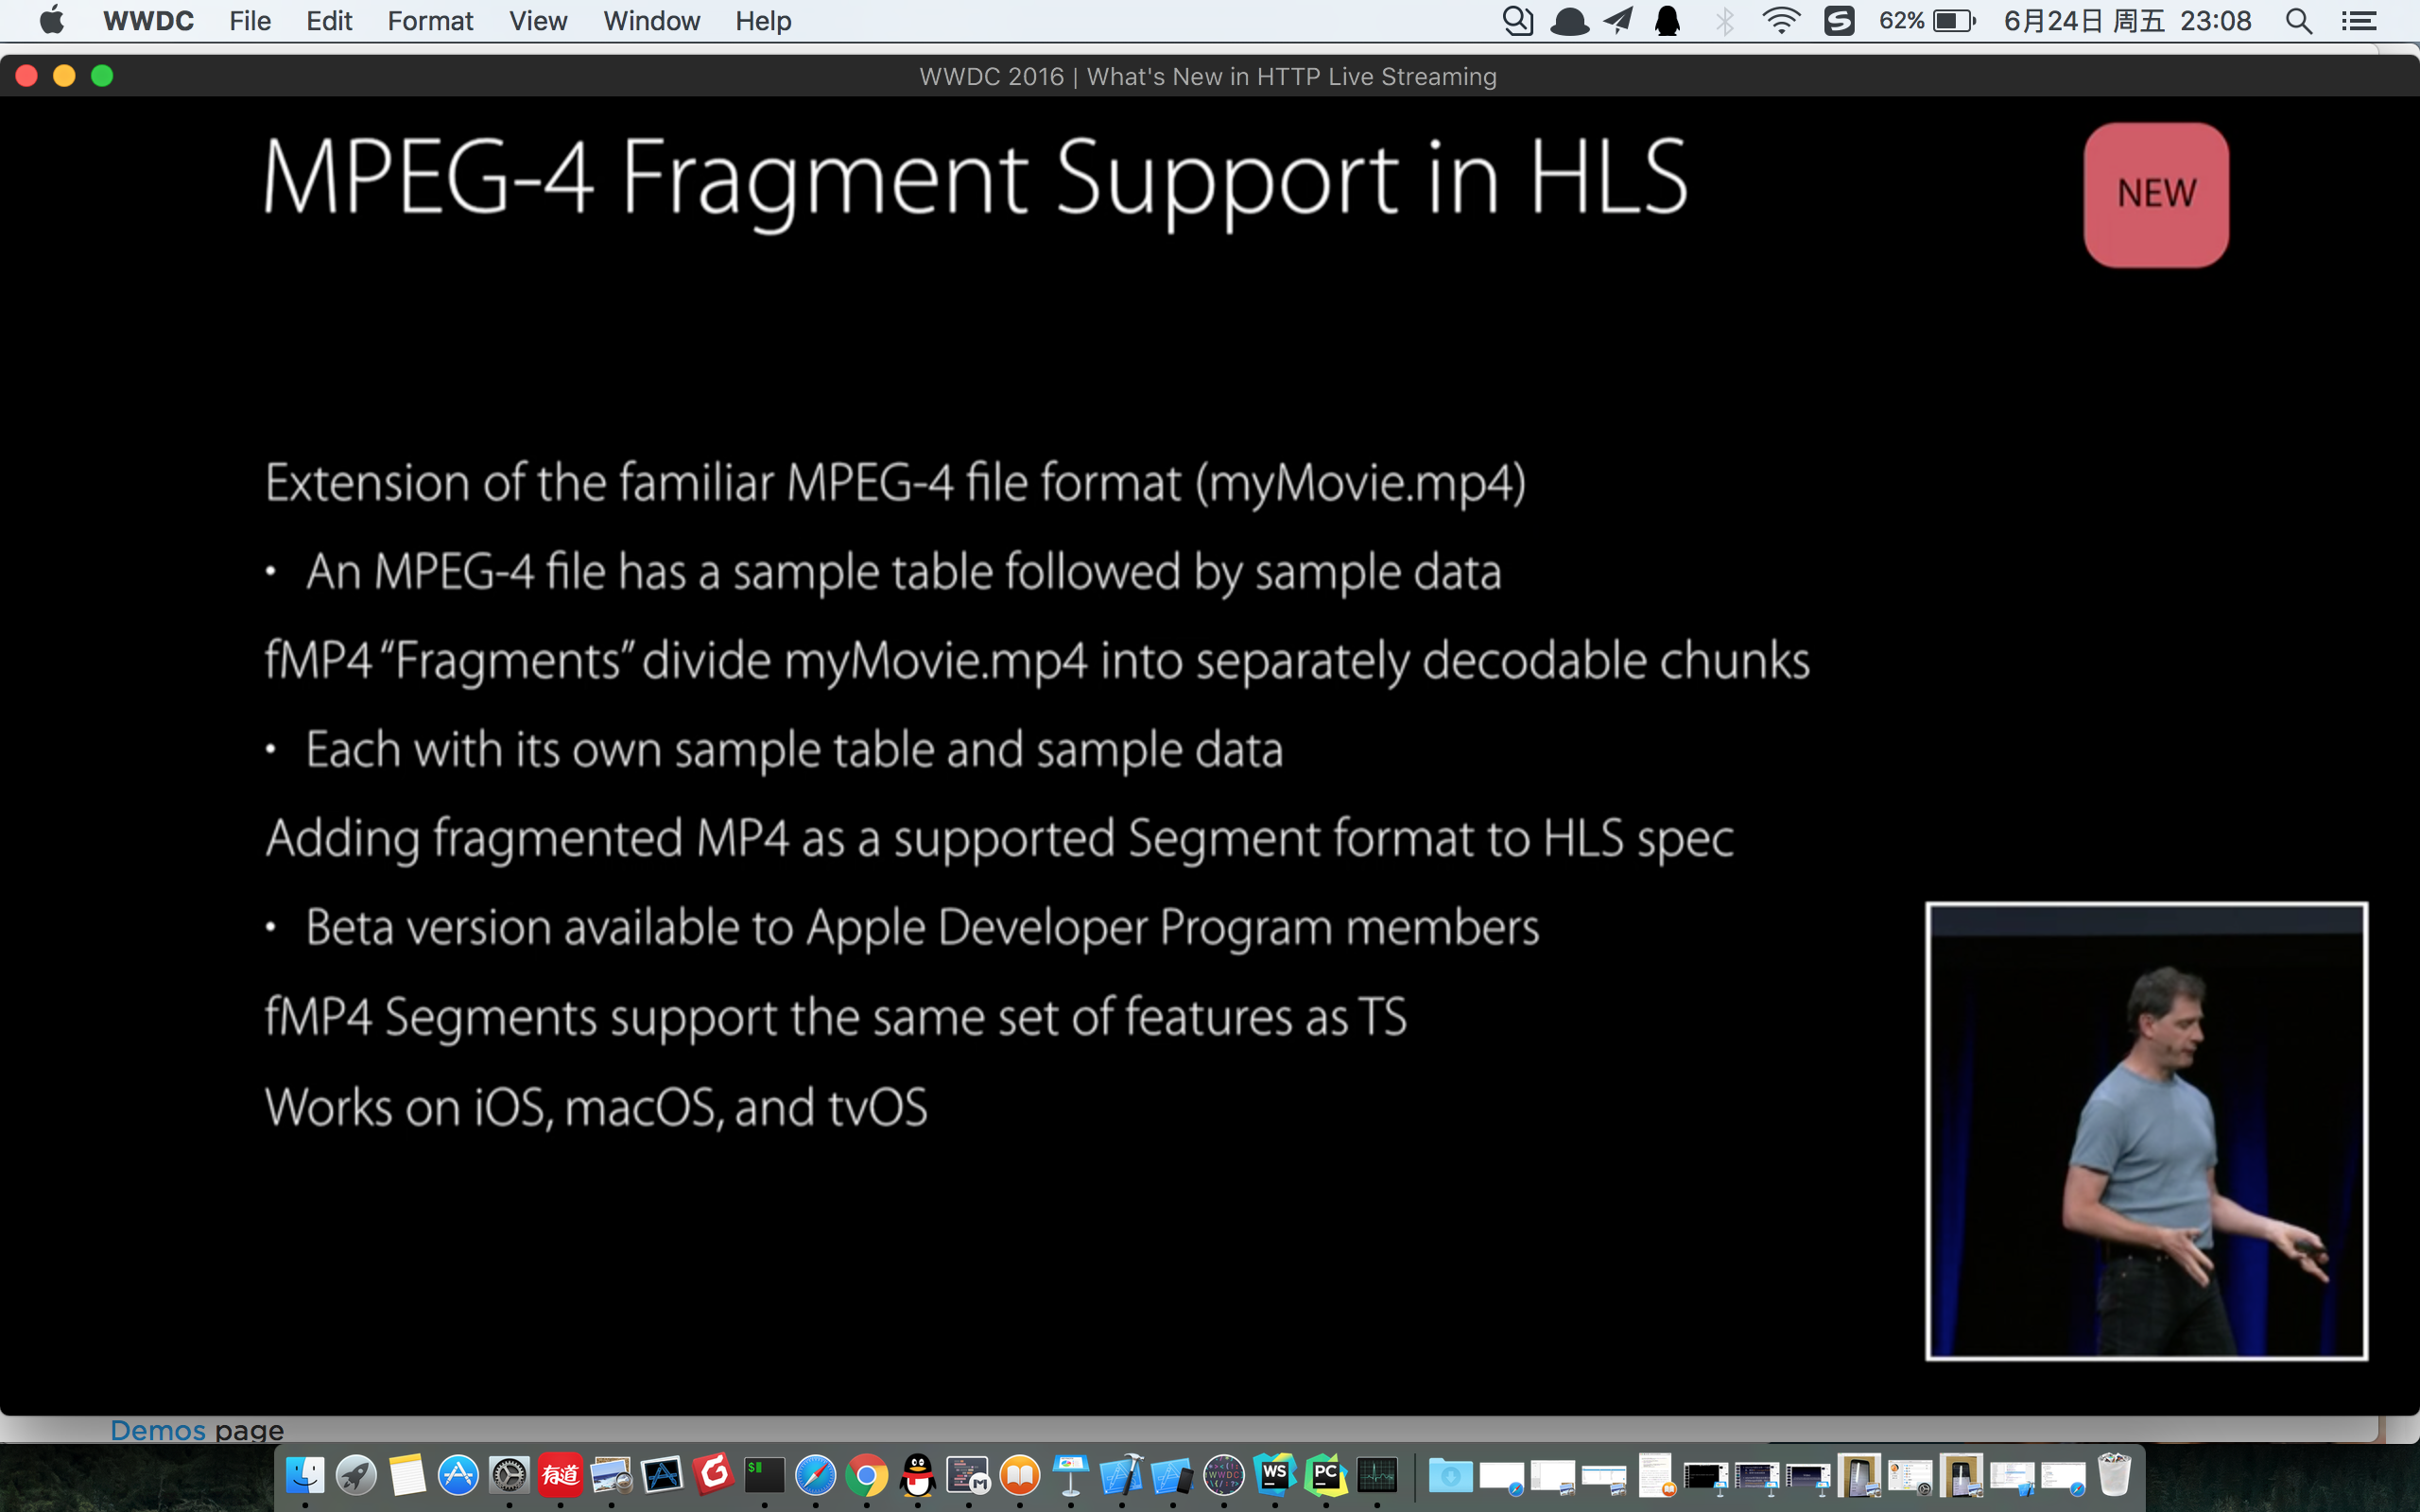 WWDC File Edit Format View Window Help 62% 6月24日 周五 23:08
WWDC 2016 | What's New in HTTP Live Streaming
MPEG-4 Fragment Support in HLS
NEW
Extension of the familiar MPEG-4 file format (myMovie.mp4)
• An MPEG-4 file has a sample table followed by sample data
fMP4 “Fragments” divide myMovie.mp4 into separately decodable chunks
• Each with its own sample table and sample data
Adding fragmented MP4 as a supported Segment format to HLS spec
• Beta version available to Apple Developer Program members
fMP4 Segments support the same set of features as TS
Works on iOS, macOS, and tvOS
Demos page
有道 $ M WWDC WS PC